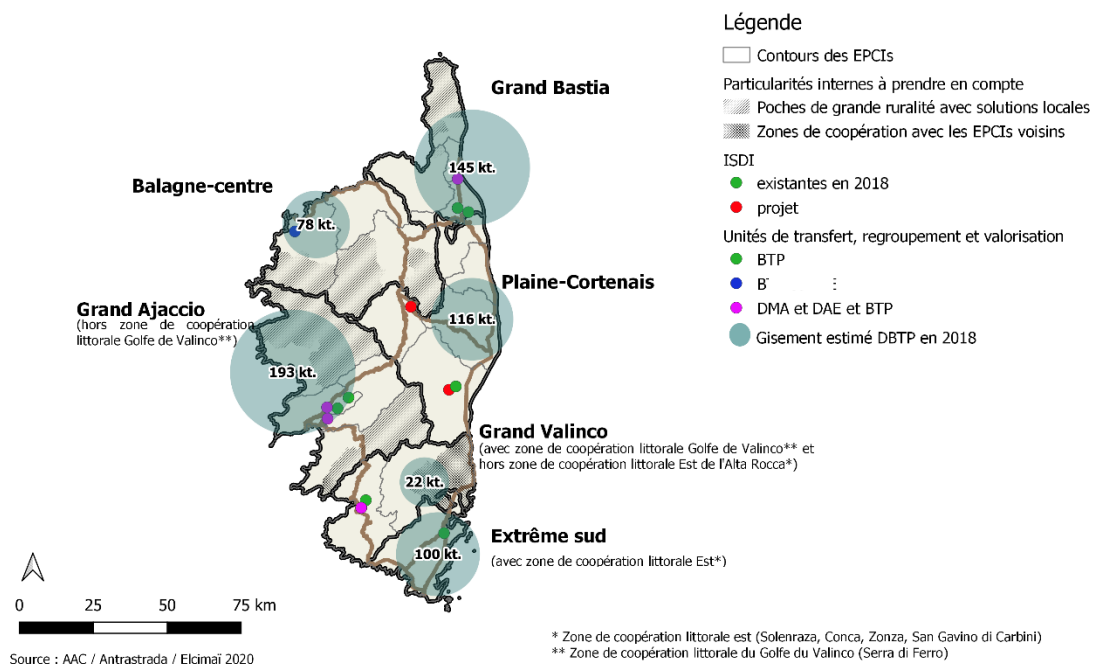 Légende
Contours des EPCIs
Particularités internes à prendre en compte
Poches de grande ruralité avec solutions locales
Zones de coopération avec les EPCIs voisins
ISDI
existantes en 2018
projet
Unités de transfert, regroupement et valorisation
BTP
DMA et DAE et BTP
Gisement estimé DBTP en 2018
Grand Bastia
145 kt.
Balagne-centre
78 kt.
Plaine-Cortenais
116 kt.
Grand Ajaccio
(hors zone de coopération
littorale Golfe de Valinco**)
193 kt.
Grand Valinco
(avec zone de coopération littorale Golfe de Valinco** et
hors zone de coopération littorale Est de l'Alta Rocca*)
22 kt.
Extrême sud
(avec zone de coopération littorale Est*)
100 kt.
0 25 50 75 km
Source : AAC / Antrastrada / Elcimaï 2020
* Zone de coopération littorale est (Solenraza, Conca, Zonza, San Gavino di Carbini)
** Zone de coopération littorale du Golfe du Valinco (Serra di Ferro)